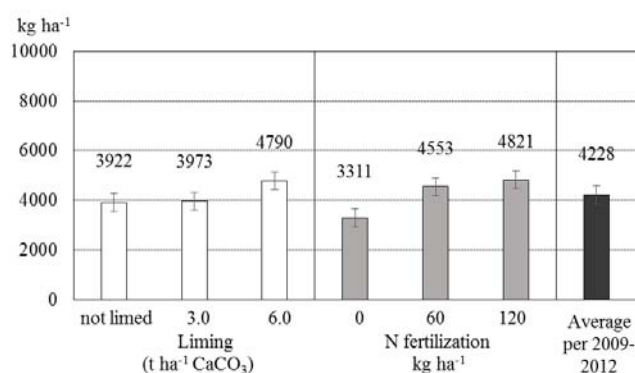 kg ha⁻¹
10000
8000
6000
4000
2000
0
3922
3973
4790
3311
4553
4821
4228
not limed 3.0 6.0 0 60 120
Liming
(t ha⁻¹ CaCO₃)
N fertilization
kg ha⁻¹
Average
per 2009-
2012